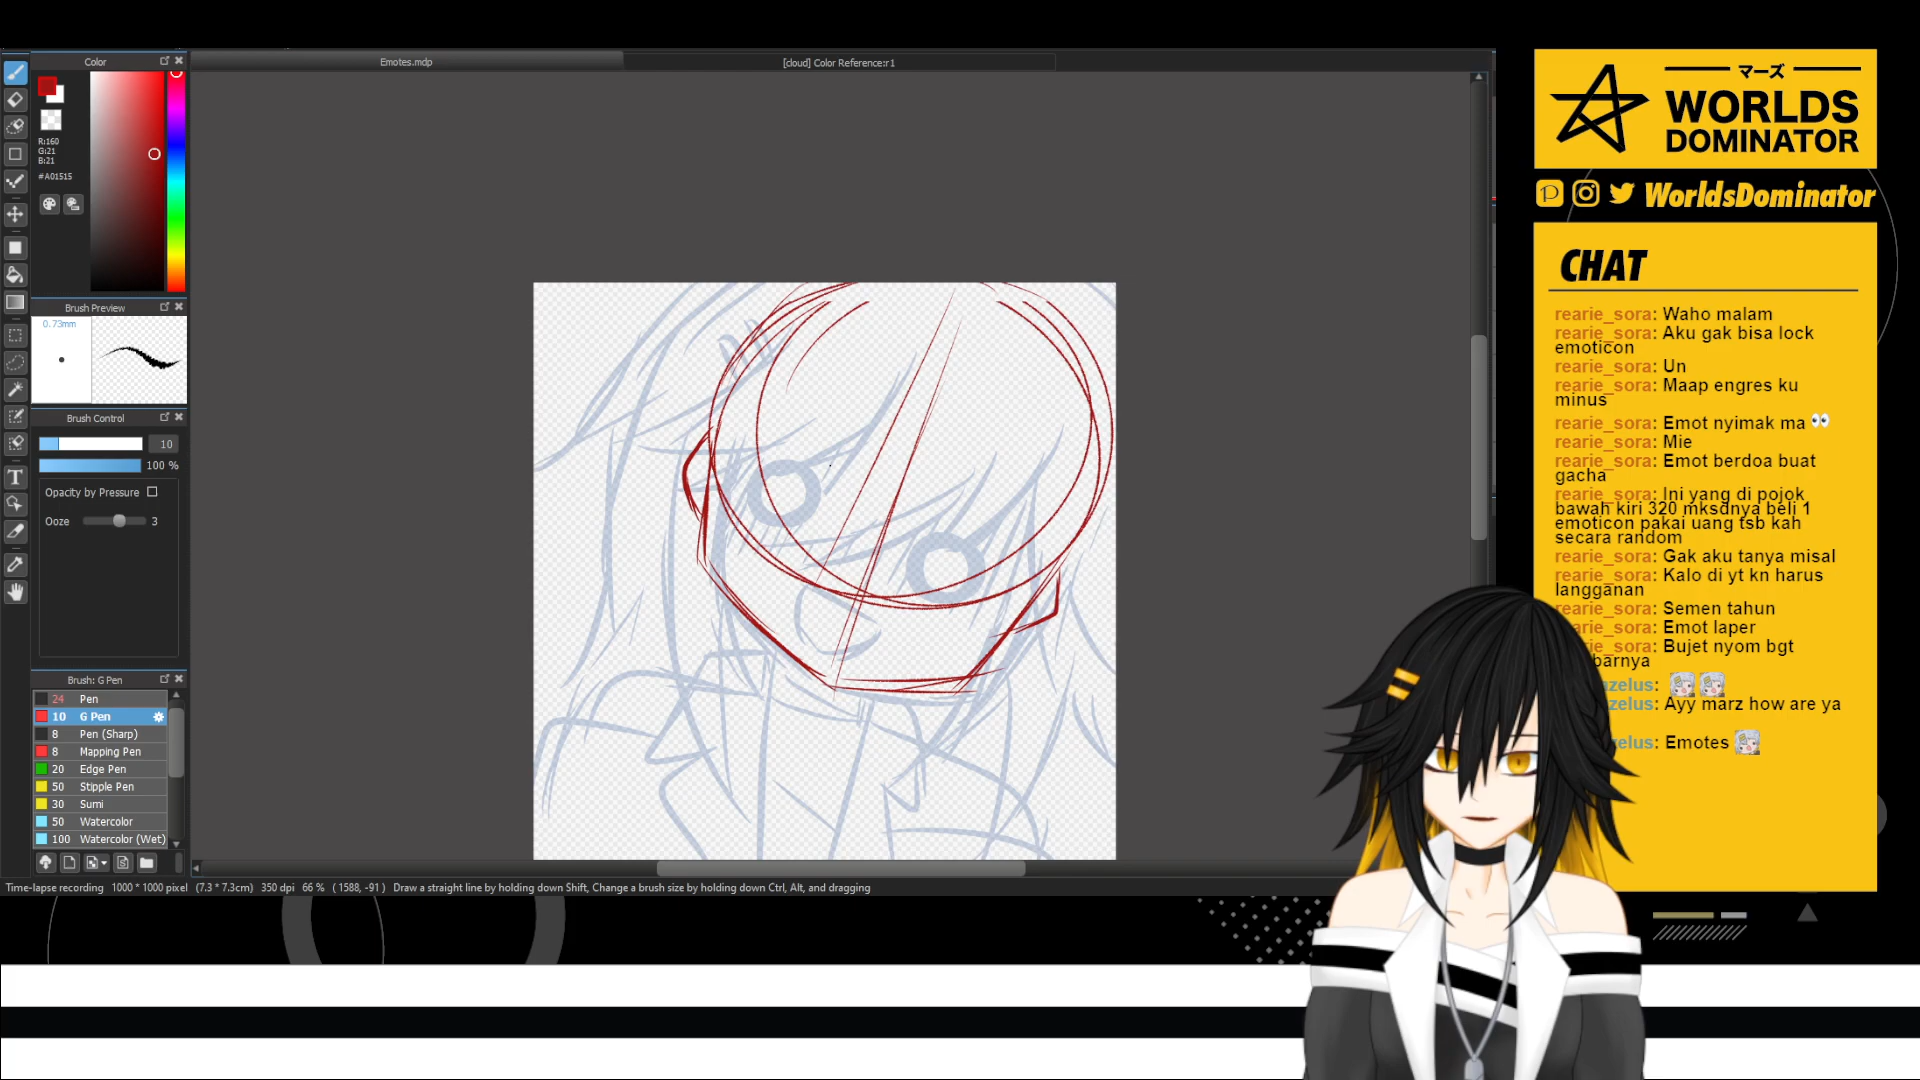 Color
Emotes.mdp
[cloud] Color Reference:r1
R:160
G:21
B:21
#A01515
Brush Preview
0.73mm
Brush Control
10
100 %
Opacity by Pressure
Ooze 3
Brush: G Pen
24 Pen
10 G Pen
8 Pen (Sharp)
8 Mapping Pen
20 Edge Pen
50 Stipple Pen
30 Sumi
50 Watercolor
100 Watercolor (Wet)
Time-lapse recording 1000 * 1000 pixel (7.3 * 7.3cm) 350 dpi 66 % ( 1588, -91 ) Draw a straight line by holding down Shift, Change a brush size by holding down Ctrl, Alt, and dragging
マーズ
WORLDS
DOMINATOR
WorldsDominator
CHAT
rearie_sora: Waho malam
rearie_sora: Aku gak bisa lock
emoticon
rearie_sora: Un
rearie_sora: Maap engres ku
minus
rearie_sora: Emot nyimak ma 👀
rearie_sora: Mie
rearie_sora: Emot berdoa buat
gacha
rearie_sora: Ini yang di pojok
bawah kiri 320 mksdnya beli 1
emoticon pakai uang tsb kah
secara random
rearie_sora: Gak aku tanya misal
rearie_sora: Kalo di yt kn harus
langganan
rearie_sora: Semen tahun
sora: Emot laper
sora: Bujet nyom bgt
zelus:
zelus: Ayy marz how are ya
zelus: Emotes